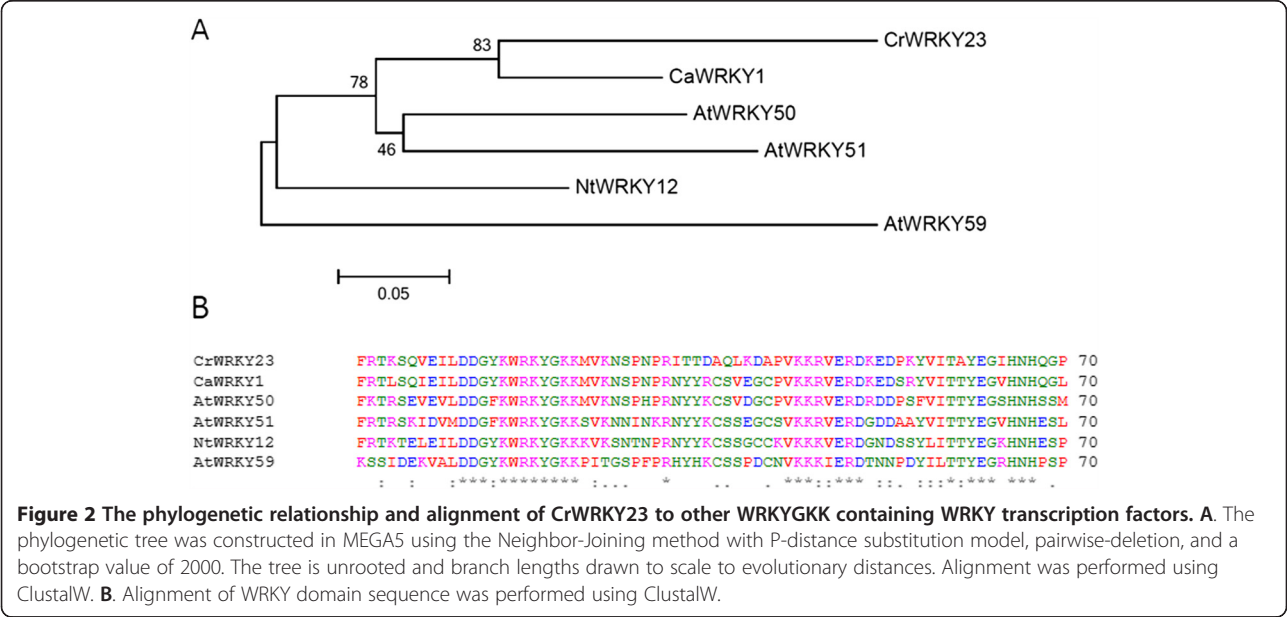 A
83
CrWRKY23
CaWRKY1
78
AtWRKY50
46
AtWRKY51
NtWRKY12
AtWRKY59
0.05
B
CrWRKY23 FRTKSQVEILDDGYKWRKYGKKMVKNSPNPRITTDAQLKDAPVKKRVERDKEDPKYVITAYEGIHNHQGP 70
CaWRKY1 FRTLSQIEILDDGYKWRKYGKKMVKNSPNPRNYYRCSVEGCPVKKRVERDKEDSRYVITTYEGVHNHQGL 70
AtWRKY50 FKTRSEVEVLDDGFKWRKYGKKMVKNSPHPRNYYKCSVDGCPVKKRVERDRDDPSFVITTYEGSHNHSSM 70
AtWRKY51 FRTRSKIDVMDDGFKWRKYGKKSVKNNINKRNYYKCSSEGCSVKKRVERDGDDAAYVITTYEGVHNHESL 70
NtWRKY12 FRTKTELEILDDGYKWRKYGKKKVKSNTNPRNYYKCSSGGCCVKKKVERDGNDSSYLITTYEGKHNHESP 70
AtWRKY59 KSSIDEKVALDDGYKWRKYGKKPITGSPFPRHYHKCSSPDCNVKKKIERDTNNPDYILTTYEGRHNHPSP 70
: : :***:******** :... * .. . ***::*** ::. :::*:*** *** .
Figure 2 The phylogenetic relationship and alignment of CrWRKY23 to other WRKYGKK containing WRKY transcription factors. A. The
phylogenetic tree was constructed in MEGA5 using the Neighbor-Joining method with P-distance substitution model, pairwise-deletion, and a
bootstrap value of 2000. The tree is unrooted and branch lengths drawn to scale to evolutionary distances. Alignment was performed using
ClustalW. B. Alignment of WRKY domain sequence was performed using ClustalW.